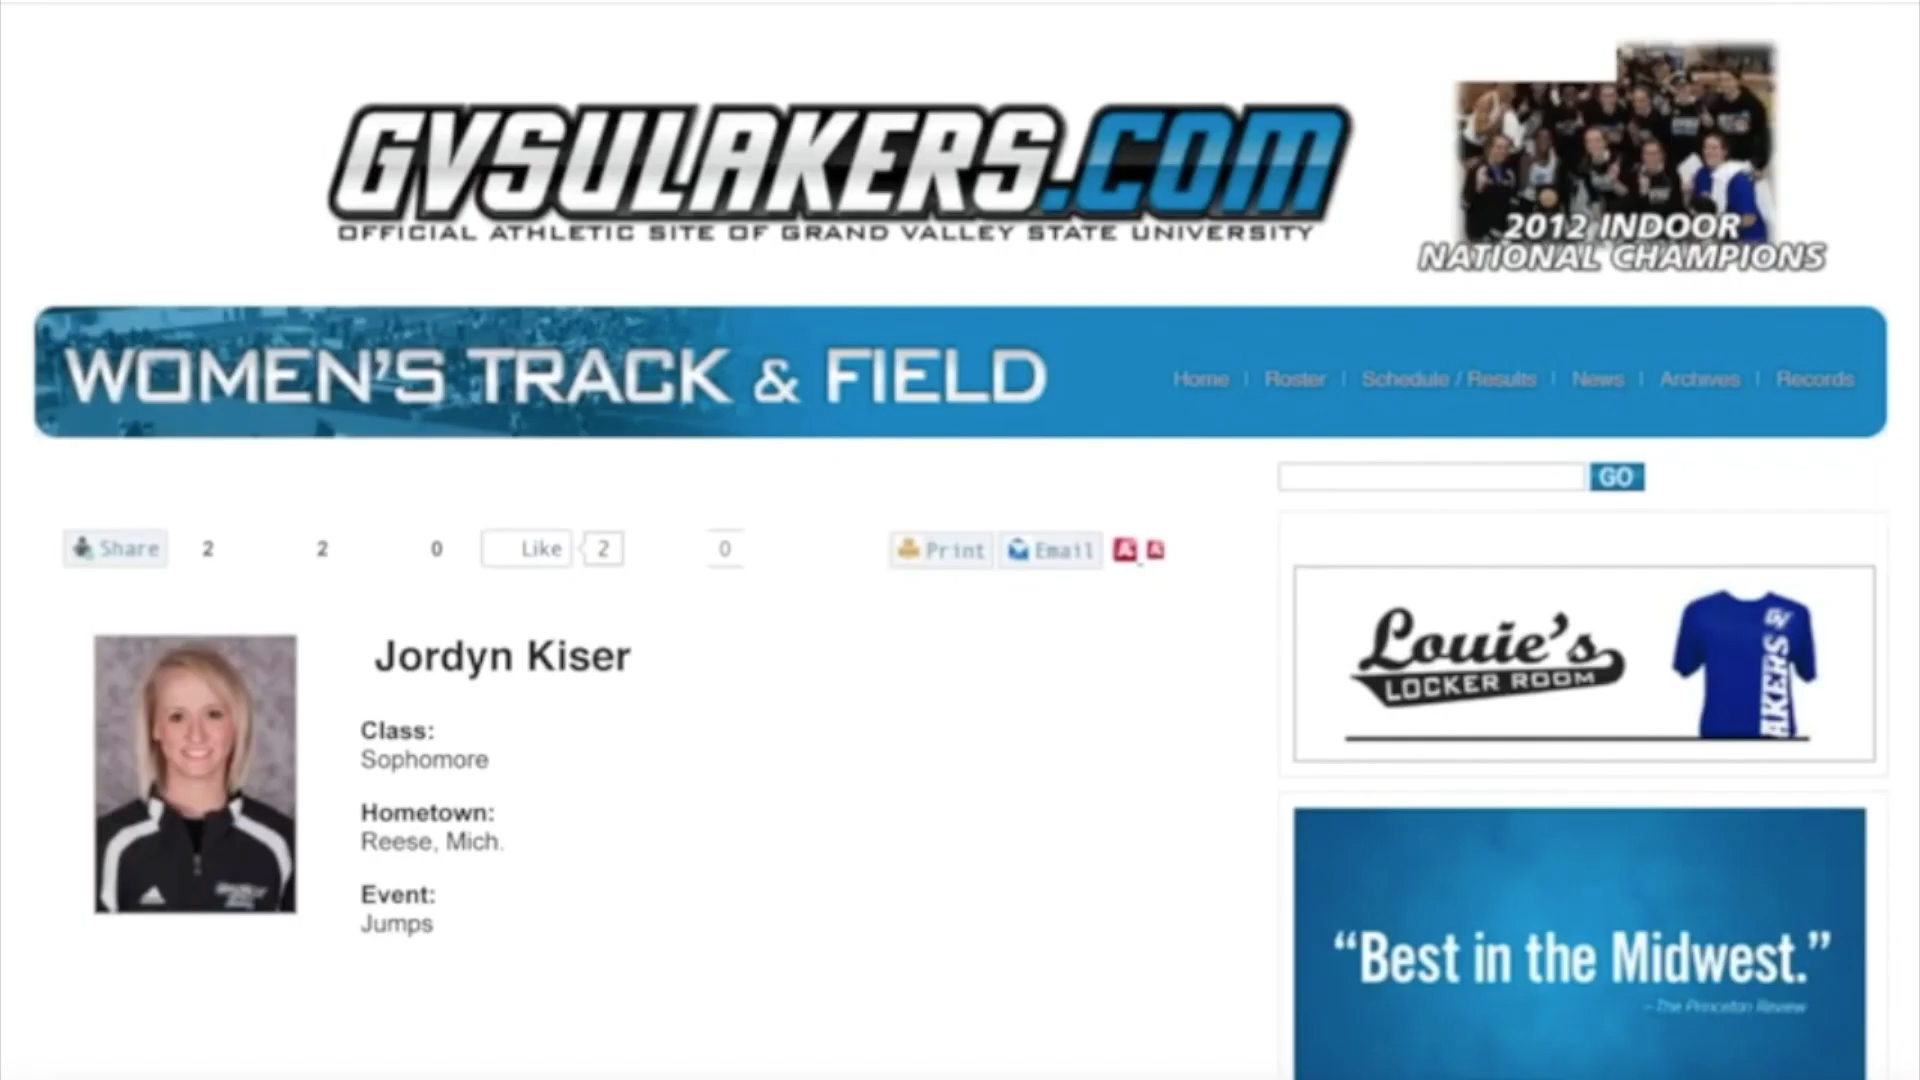 GVSULAKERS.COM
OFFICIAL ATHLETIC SITE OF GRAND VALLEY STATE UNIVERSITY
2012 INDOOR
NATIONAL CHAMPIONS
WOMEN'S TRACK & FIELD
Home | Roster | Schedule / Results | News | Archives | Records
GO
Share 2 2 0 Like 2 0 Print Email A A
Louie's
LOCKER ROOM
GV
AKERS
Jordyn Kiser
Class:
Sophomore
Hometown:
Reese, Mich.
Event:
Jumps
“Best in the Midwest.”
- The Princeton Review